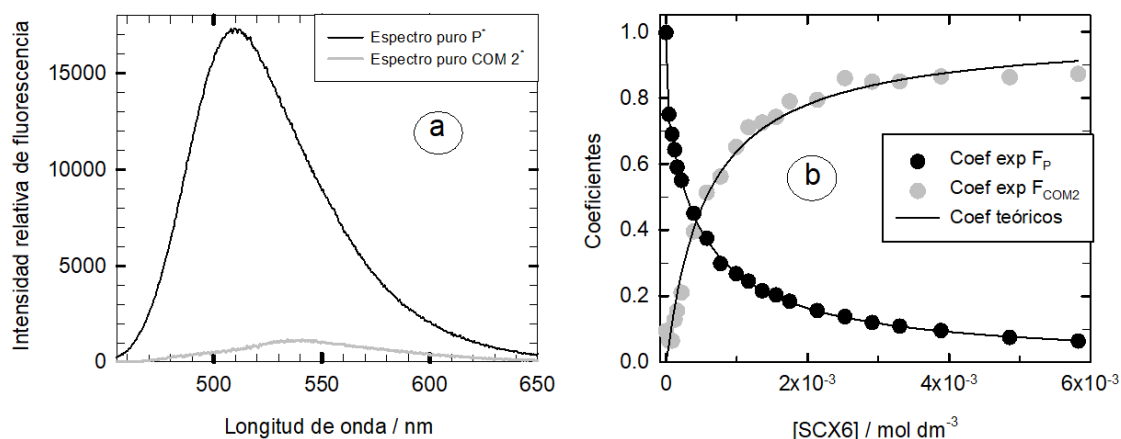 Intensidad relativa de fluorescencia
15000
10000
5000
0
Espectro puro P*
Espectro puro COM 2*
a
500
550
600
650
Longitud de onda / nm
Coeficientes
1.0
0.8
0.6
0.4
0.2
0.0
b
Coef exp F_P
Coef exp F_COM2
Coef teóricos
0
2x10⁻³
4x10⁻³
6x10⁻³
[SCX6] / mol dm⁻³